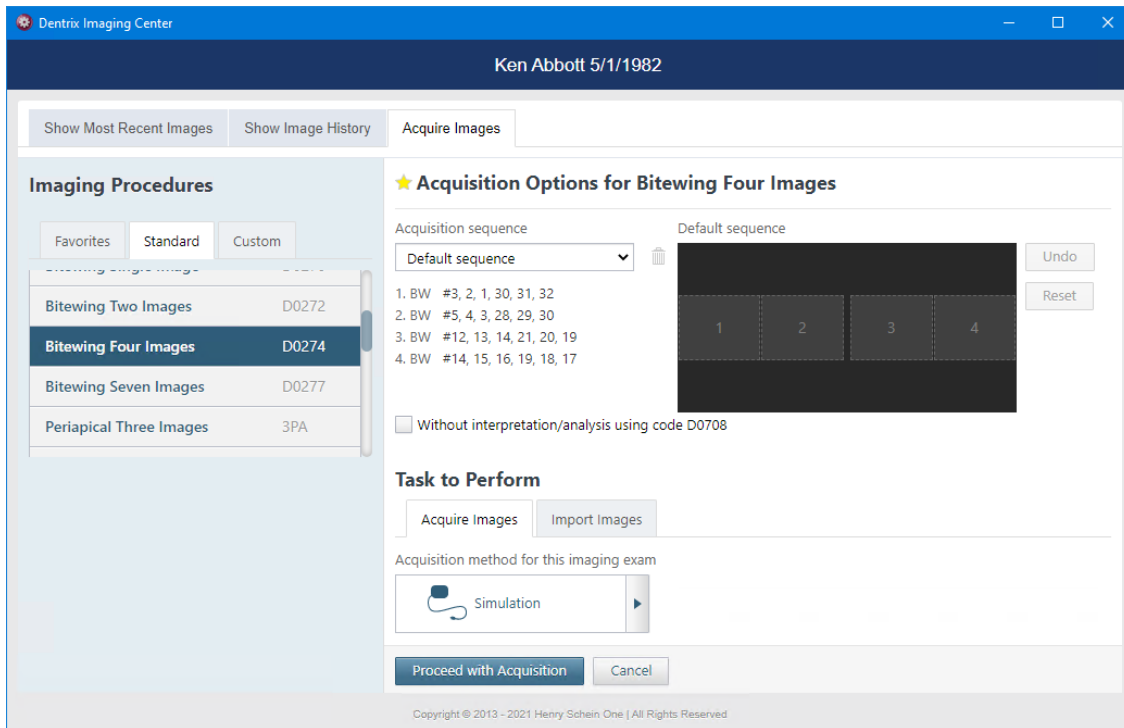 Dentrix Imaging Center
Ken Abbott 5/1/1982
Show Most Recent Images
Show Image History
Acquire Images
Imaging Procedures
Favorites
Standard
Custom
Bitewing Two Images D0272
Bitewing Four Images D0274
Bitewing Seven Images D0277
Periapical Three Images 3PA
Acquisition Options for Bitewing Four Images
Acquisition sequence
Default sequence
1. BW #3, 2, 1, 30, 31, 32
2. BW #5, 4, 3, 28, 29, 30
3. BW #12, 13, 14, 21, 20, 19
4. BW #14, 15, 16, 19, 18, 17
Default sequence
1 2 3 4
Undo
Reset
Without interpretation/analysis using code D0708
Task to Perform
Acquire Images
Import Images
Acquisition method for this imaging exam
Simulation
Proceed with Acquisition
Cancel
Copyright © 2013 - 2021 Henry Schein One | All Rights Reserved